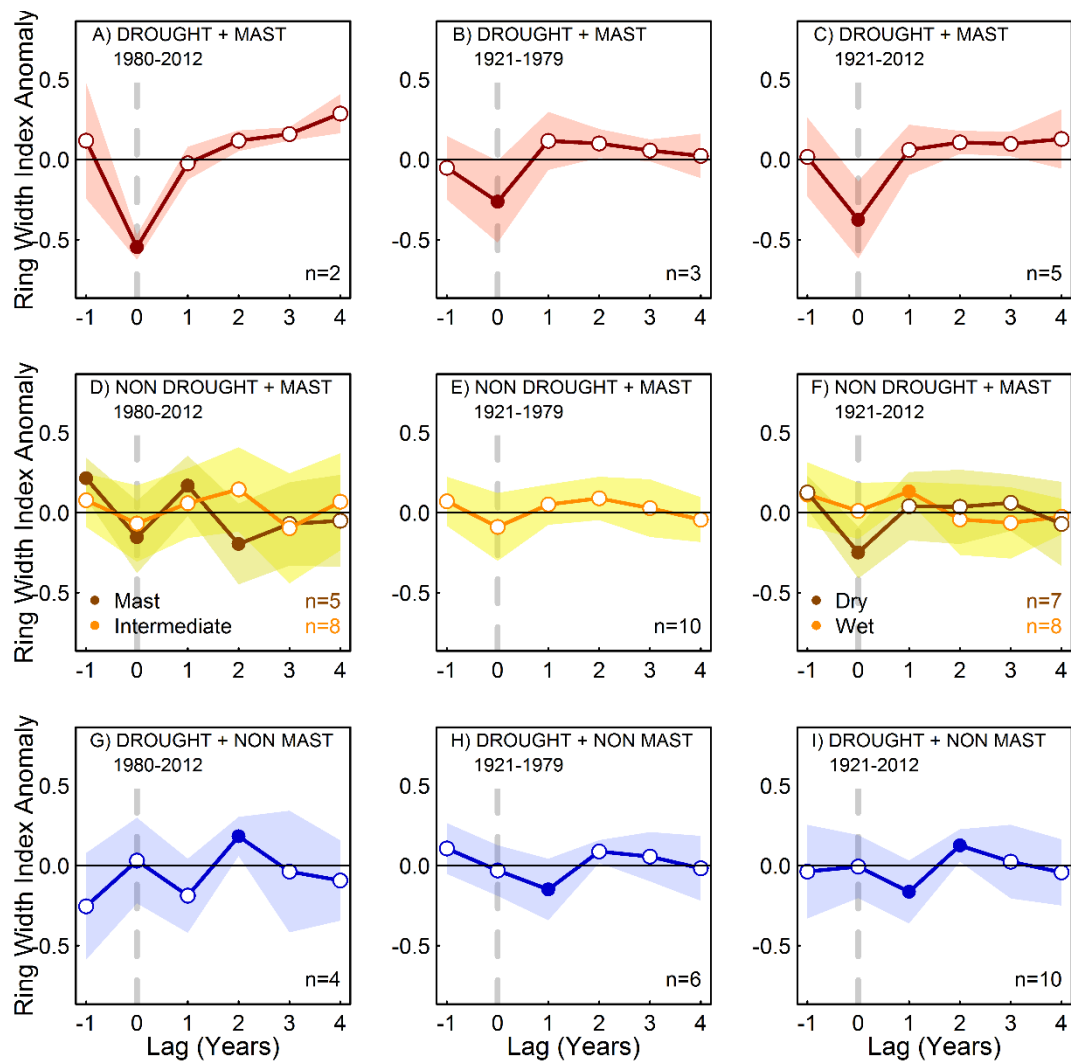 A) DROUGHT + MAST
1980-2012
Ring Width Index Anomaly
0.5
0.0
-0.5
n=2
-1 0 1 2 3 4
B) DROUGHT + MAST
1921-1979
0.5
0.0
-0.5
n=3
-1 0 1 2 3 4
C) DROUGHT + MAST
1921-2012
0.5
0.0
-0.5
n=5
-1 0 1 2 3 4
D) NON DROUGHT + MAST
1980-2012
Ring Width Index Anomaly
0.5
0.0
-0.5
Mast n=5
Intermediate n=8
-1 0 1 2 3 4
E) NON DROUGHT + MAST
1921-1979
0.5
0.0
-0.5
n=10
-1 0 1 2 3 4
F) NON DROUGHT + MAST
1921-2012
0.5
0.0
-0.5
Dry n=7
Wet n=8
-1 0 1 2 3 4
G) DROUGHT + NON MAST
1980-2012
Ring Width Index Anomaly
0.5
0.0
-0.5
n=4
-1 0 1 2 3 4
Lag (Years)
H) DROUGHT + NON MAST
1921-1979
0.5
0.0
-0.5
n=6
-1 0 1 2 3 4
Lag (Years)
I) DROUGHT + NON MAST
1921-2012
0.5
0.0
-0.5
n=10
-1 0 1 2 3 4
Lag (Years)